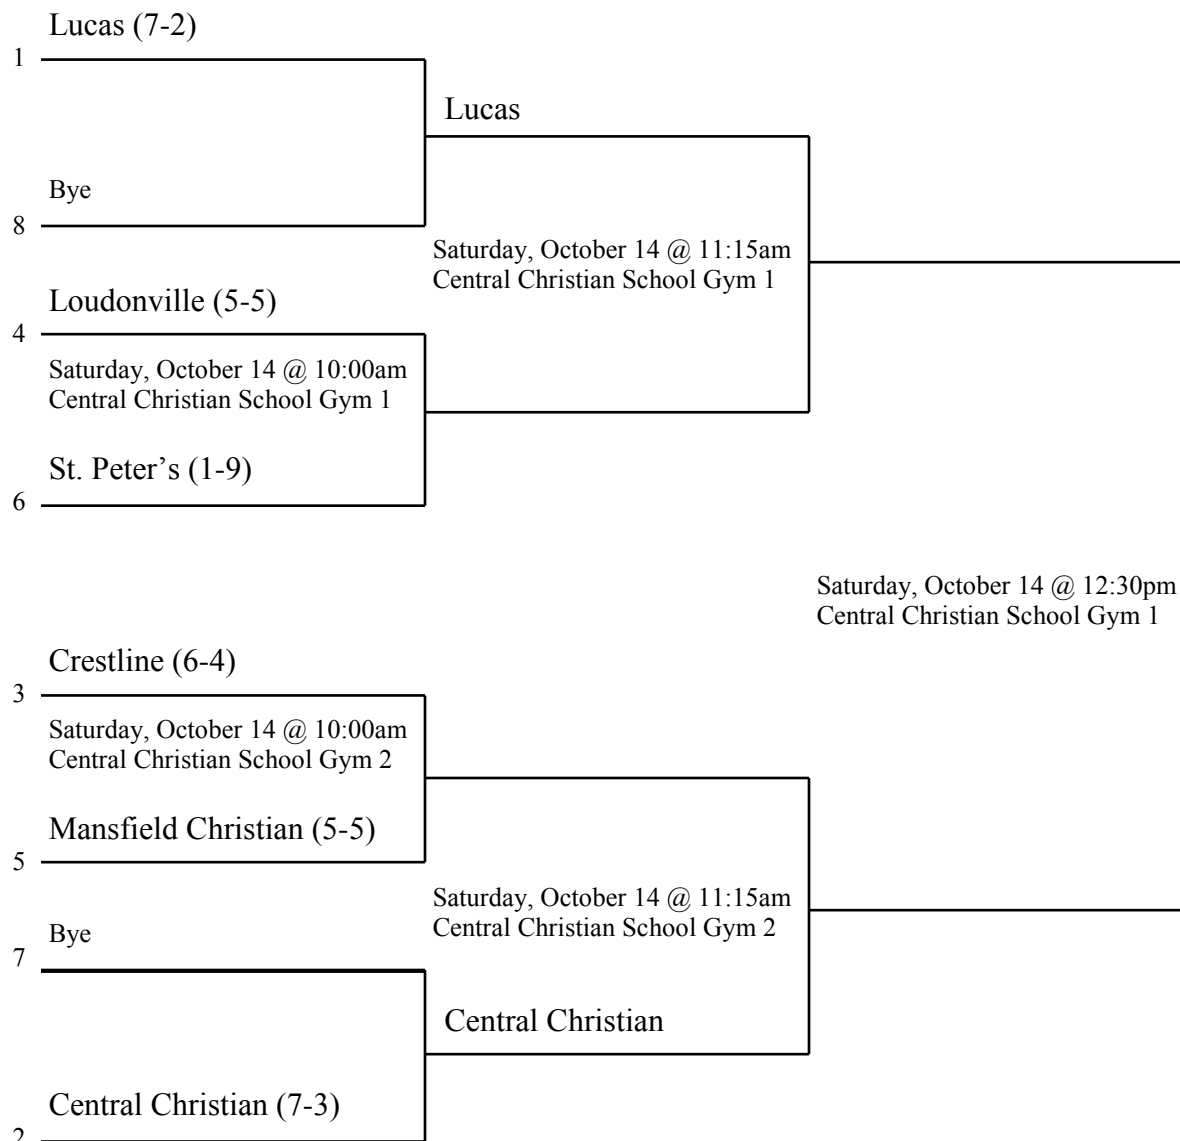 Lucas (7-2)
1
Lucas
Bye
8
Saturday, October 14 @ 11:15am
Central Christian School Gym 1
Loudonville (5-5)
4
Saturday, October 14 @ 10:00am
Central Christian School Gym 1
St. Peter’s (1-9)
6
Saturday, October 14 @ 12:30pm
Central Christian School Gym 1
Crestline (6-4)
3
Saturday, October 14 @ 10:00am
Central Christian School Gym 2
Mansfield Christian (5-5)
5
Saturday, October 14 @ 11:15am
Central Christian School Gym 2
Bye
7
Central Christian
Central Christian (7-3)
2